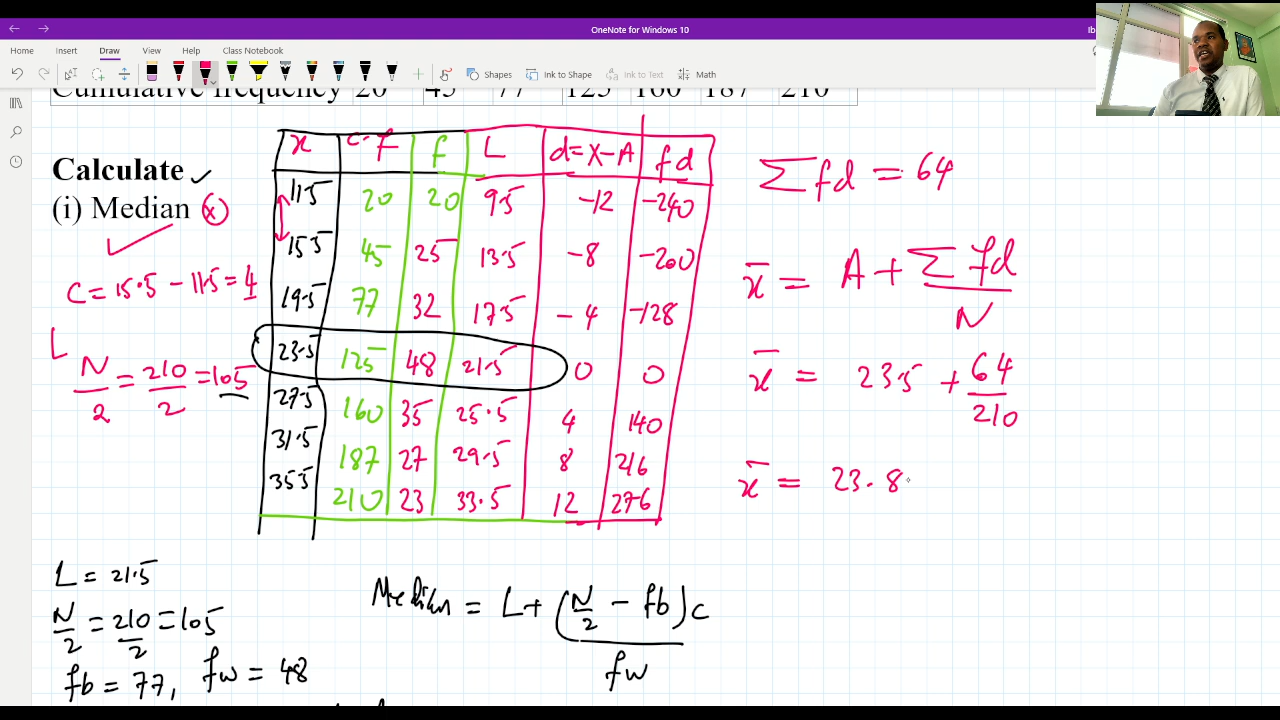 OneNote for Windows 10
Ib
Home Insert Draw View Help Class Notebook
Shapes Ink to Shape Ink to Text Math
Cumulative frequency 20 45 77 125 160 187 210
Calculate
(i) Median (x)
C = 15.5 - 11.5 = 4
L
N/2 = 210/2 = 105
x c.f f L d=X-A fd
11.5 20 20 9.5 -12 -240
15.5 45 25 13.5 -8 -200
19.5 77 32 17.5 -4 -128
23.5 125 48 21.5 0 0
27.5 160 35 25.5 4 140
31.5 187 27 29.5 8 216
35.5 210 23 33.5 12 276
∑fd = 64
x̄ = A + ∑fd/N
x̄ = 23.5 + 64/210
x̄ = 23.8
L = 21.5
N/2 = 210/2 = 105
fb = 77, fw = 48
Median = L + (N/2 - fb)c/fw